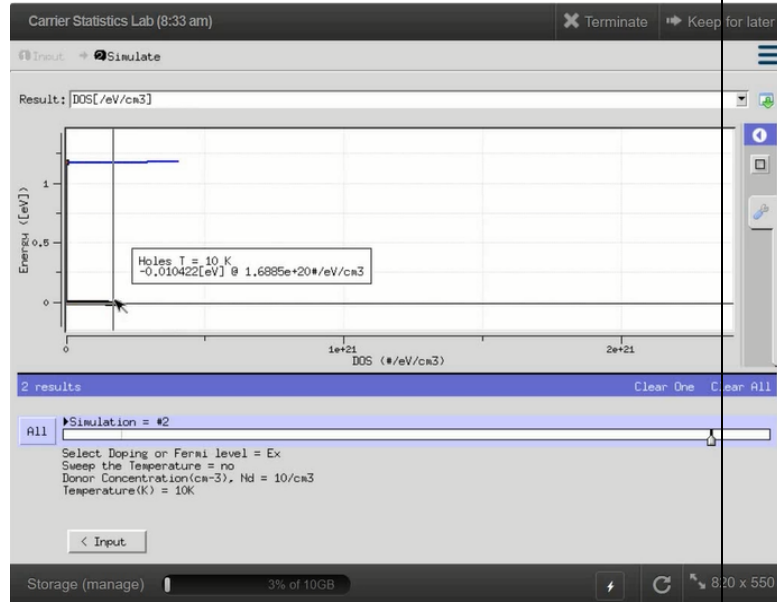 Carrier Statistics Lab (8:33 am)
Terminate
Keep for later
1 Input → 2 Simulate
Result: DOS[/eV/cm3]
Energy ([eV])
1
0.5
0
Holes T = 10 K
-0.010422[eV] @ 1.6885e+20#/eV/cm3
0
1e+21
2e+21
DOS (#/eV/cm3)
2 results
Clear One
Clear All
All
Simulation = #2
Select Doping or Fermi level = Ex
Sweep the Temperature = no
Donor Concentration(cm-3), Nd = 10/cm3
Temperature(K) = 10K
< Input
Storage (manage)
3% of 10GB
820 x 550